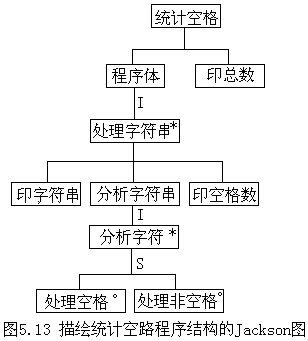 统计空格
程序体 印总数
I
处理字符串*
印字符串 分析字符串 印空格数
I
分析字符 *
S
处理空格° 处理非空格°
图5.13 描绘统计空路程序结构的Jackson图